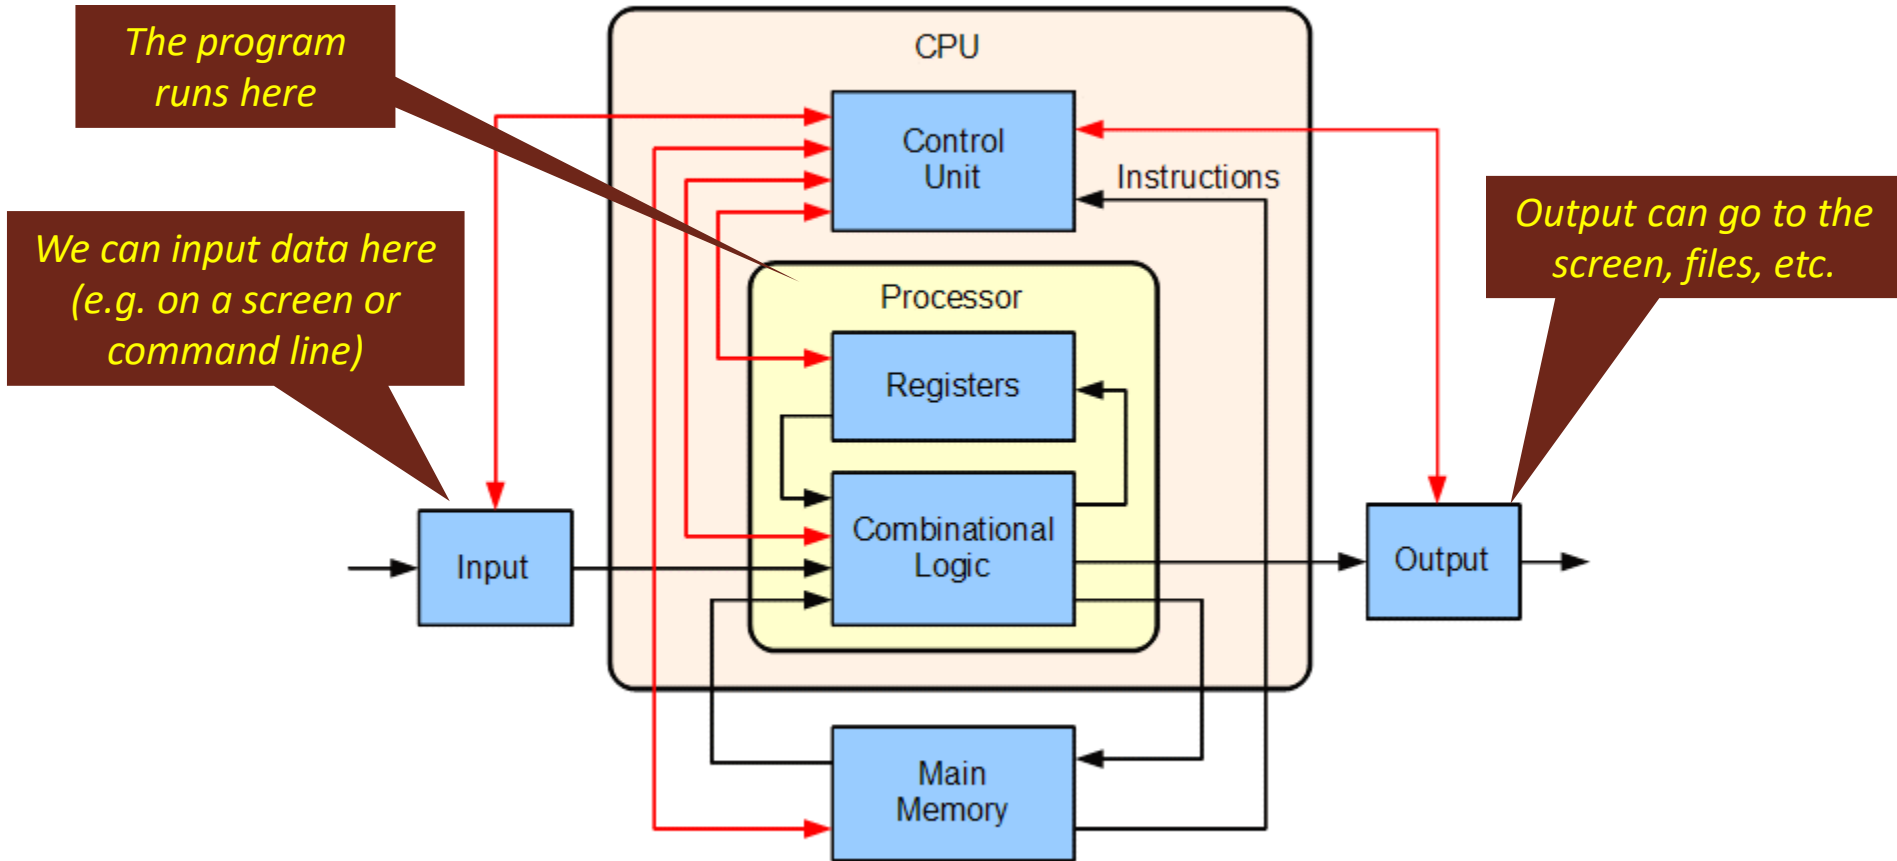 The program
runs here
CPU
Control
Unit
Instructions
We can input data here
(e.g. on a screen or
command line)
Output can go to the
screen, files, etc.
Processor
Registers
Combinational
Logic
Input
Output
Main
Memory